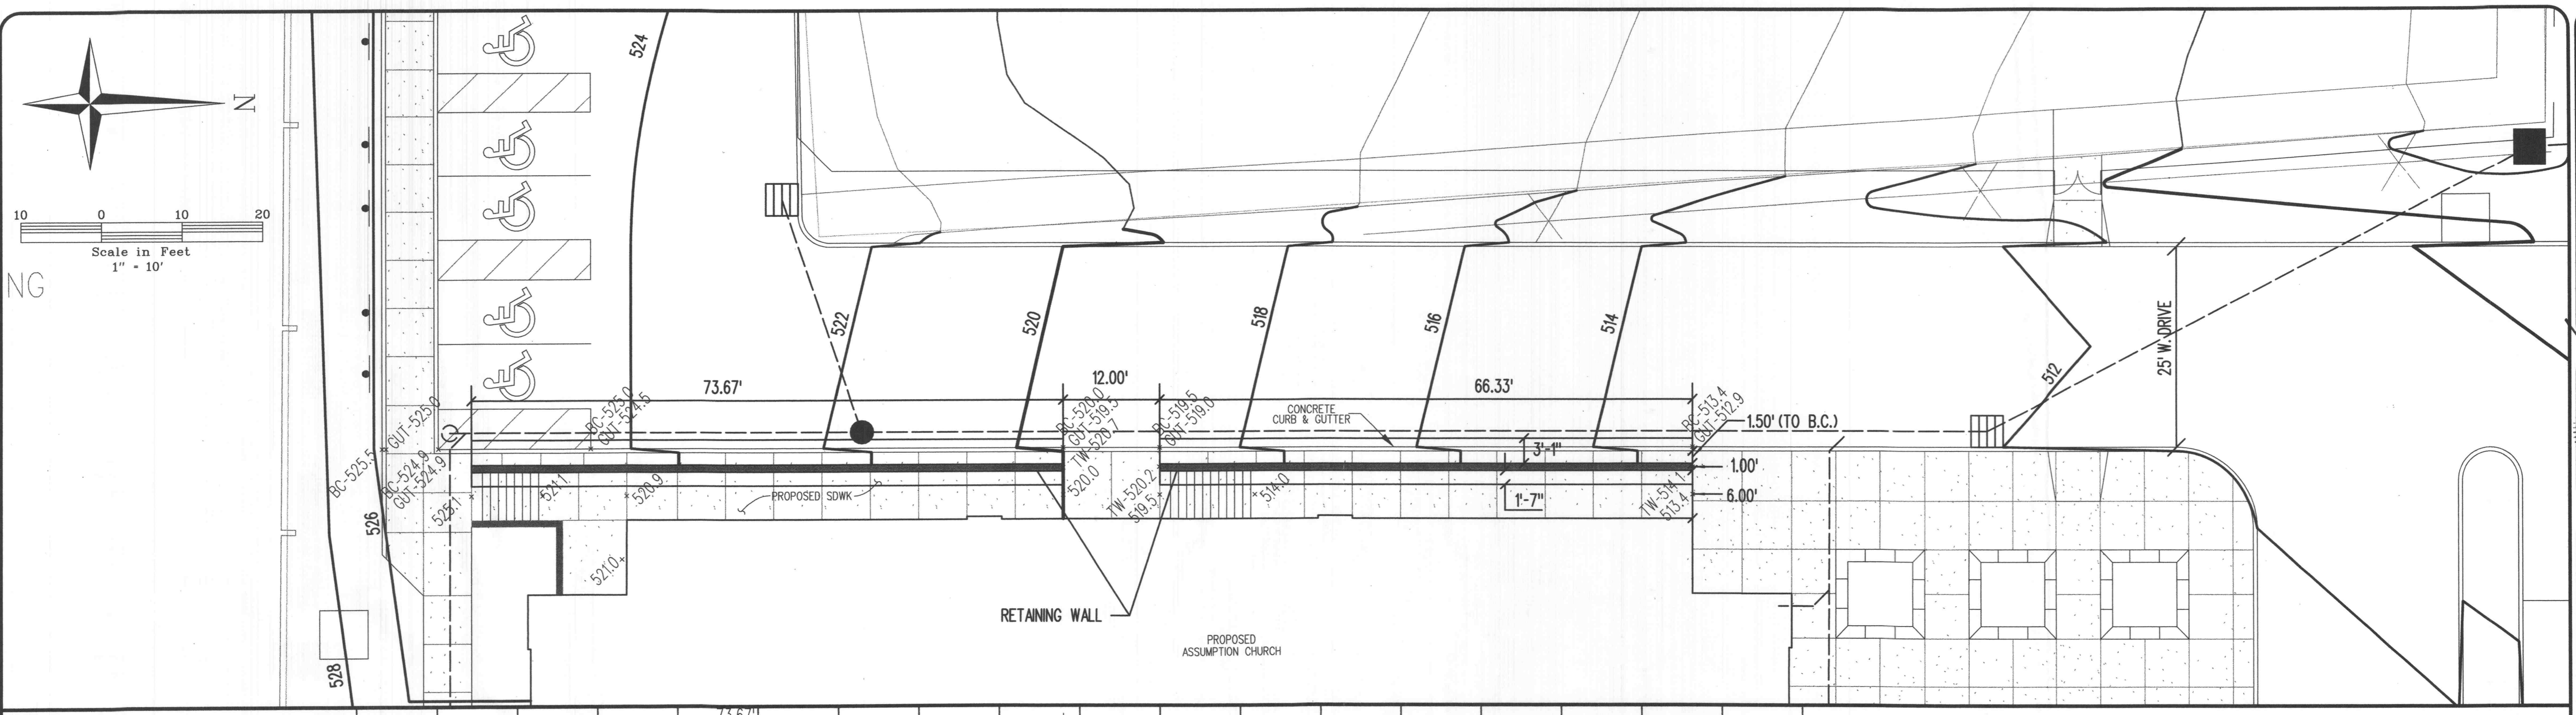 N
10 0 10 20
Scale in Feet
1" = 10'
NG
524
522
520
518
516
514
512
25' W. DRIVE
73.67'
12.00'
66.33'
CONCRETE
CURB & GUTTER
BC-525.5
GUT-525.0
BC-524.9
GUT-524.9
525.1
526
528
521.1
BC-525.0
GUT-524.5
520.9
521.0
PROPOSED SDWK
BC-520.0
GUT-519.5
TW-520.7
520.0
BC-519.5
GUT-519.0
TW-520.2
519.5
514.0
3'-1"
1'-7"
BC-513.4
GUT-512.9
1.50' (TO B.C.)
1.00'
6.00'
TW-514.1
513.4
RETAINING WALL
PROPOSED
ASSUMPTION CHURCH
73.67'